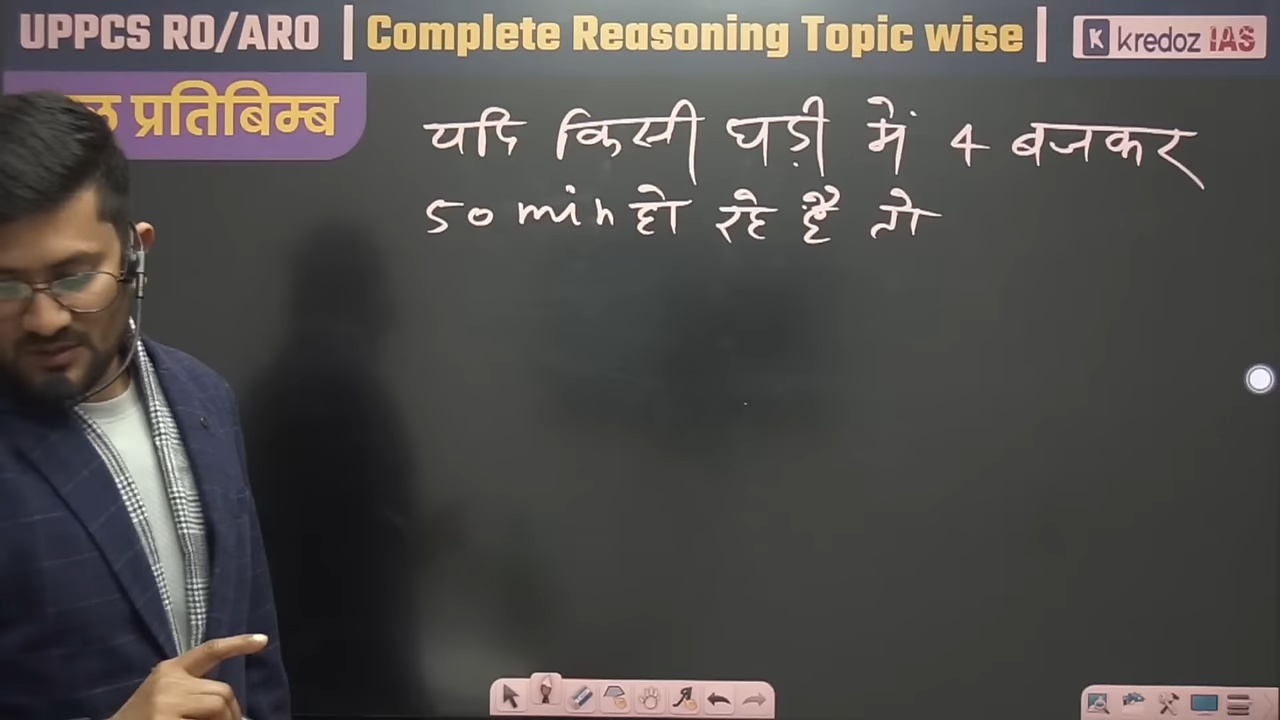 UPPCS RO/ARO | Complete Reasoning Topic wise | K kredoz IAS
प्रतिबिम्ब
यदि किसी घड़ी में 4 बजकर
50 min हो रहे हैं तो